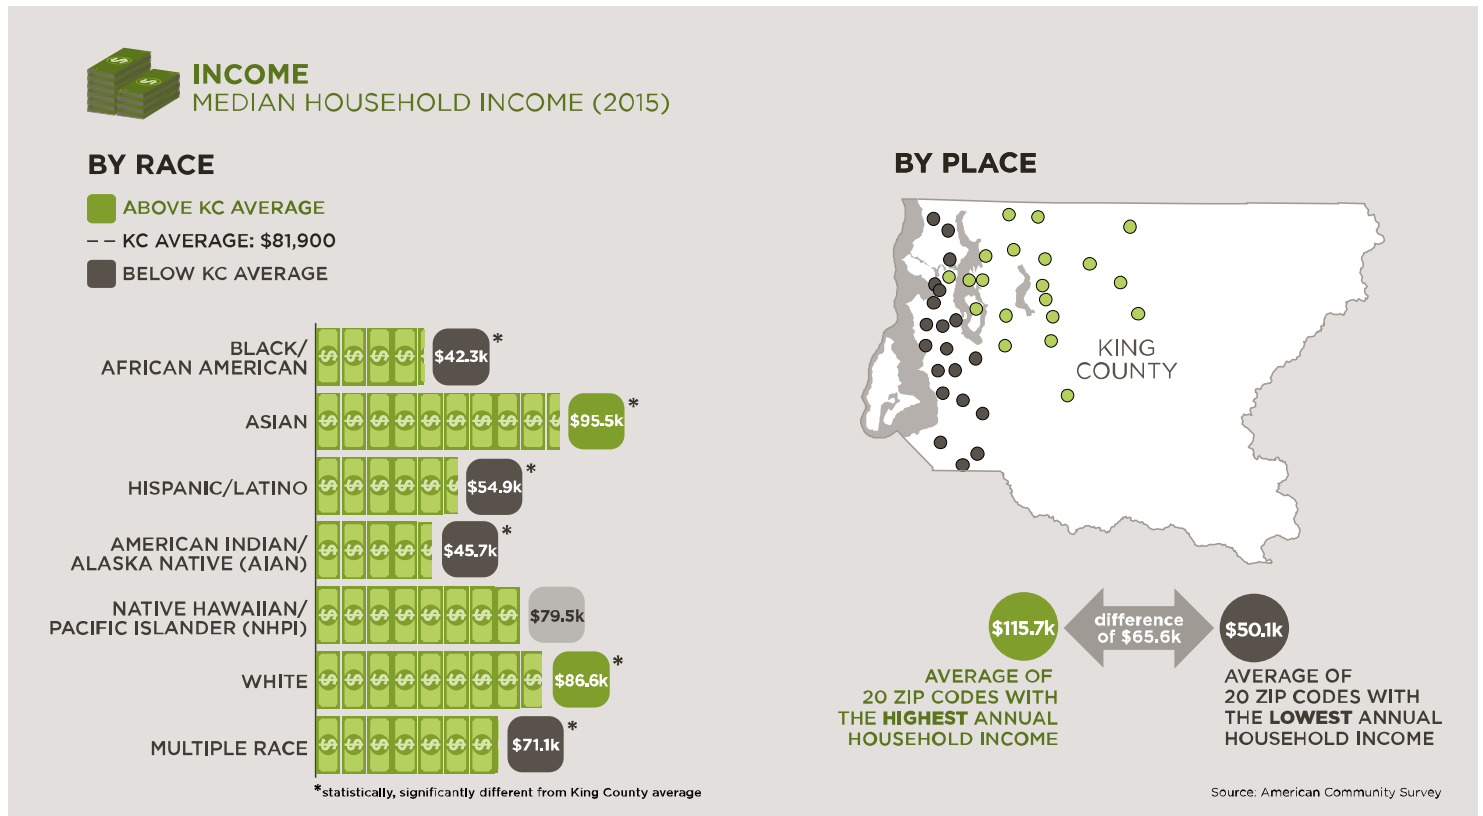 INCOME
MEDIAN HOUSEHOLD INCOME (2015)
BY RACE
ABOVE KC AVERAGE
-- KC AVERAGE: $81,900
BELOW KC AVERAGE
BLACK/
AFRICAN AMERICAN
$42.3k*
ASIAN
$95.5k*
HISPANIC/LATINO
$54.9k*
AMERICAN INDIAN/
ALASKA NATIVE (AIAN)
$45.7k*
NATIVE HAWAIIAN/
PACIFIC ISLANDER (NHPI)
$79.5k
WHITE
$86.6k*
MULTIPLE RACE
$71.1k*
*statistically, significantly different from King County average
BY PLACE
KING
COUNTY
$115.7k
difference
of $65.6k
$50.1k
AVERAGE OF
20 ZIP CODES WITH
THE HIGHEST ANNUAL
HOUSEHOLD INCOME
AVERAGE OF
20 ZIP CODES WITH
THE LOWEST ANNUAL
HOUSEHOLD INCOME
Source: American Community Survey